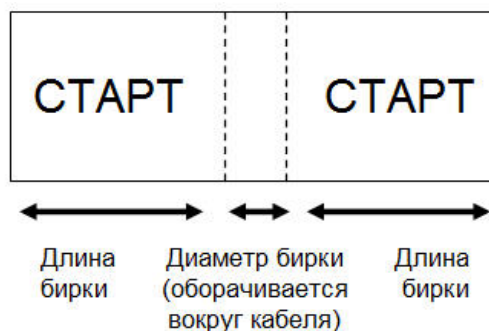 СТАРТ СТАРТ
Длина бирки
Диаметр бирки
(оборачивается
вокруг кабеля)
Длина бирки